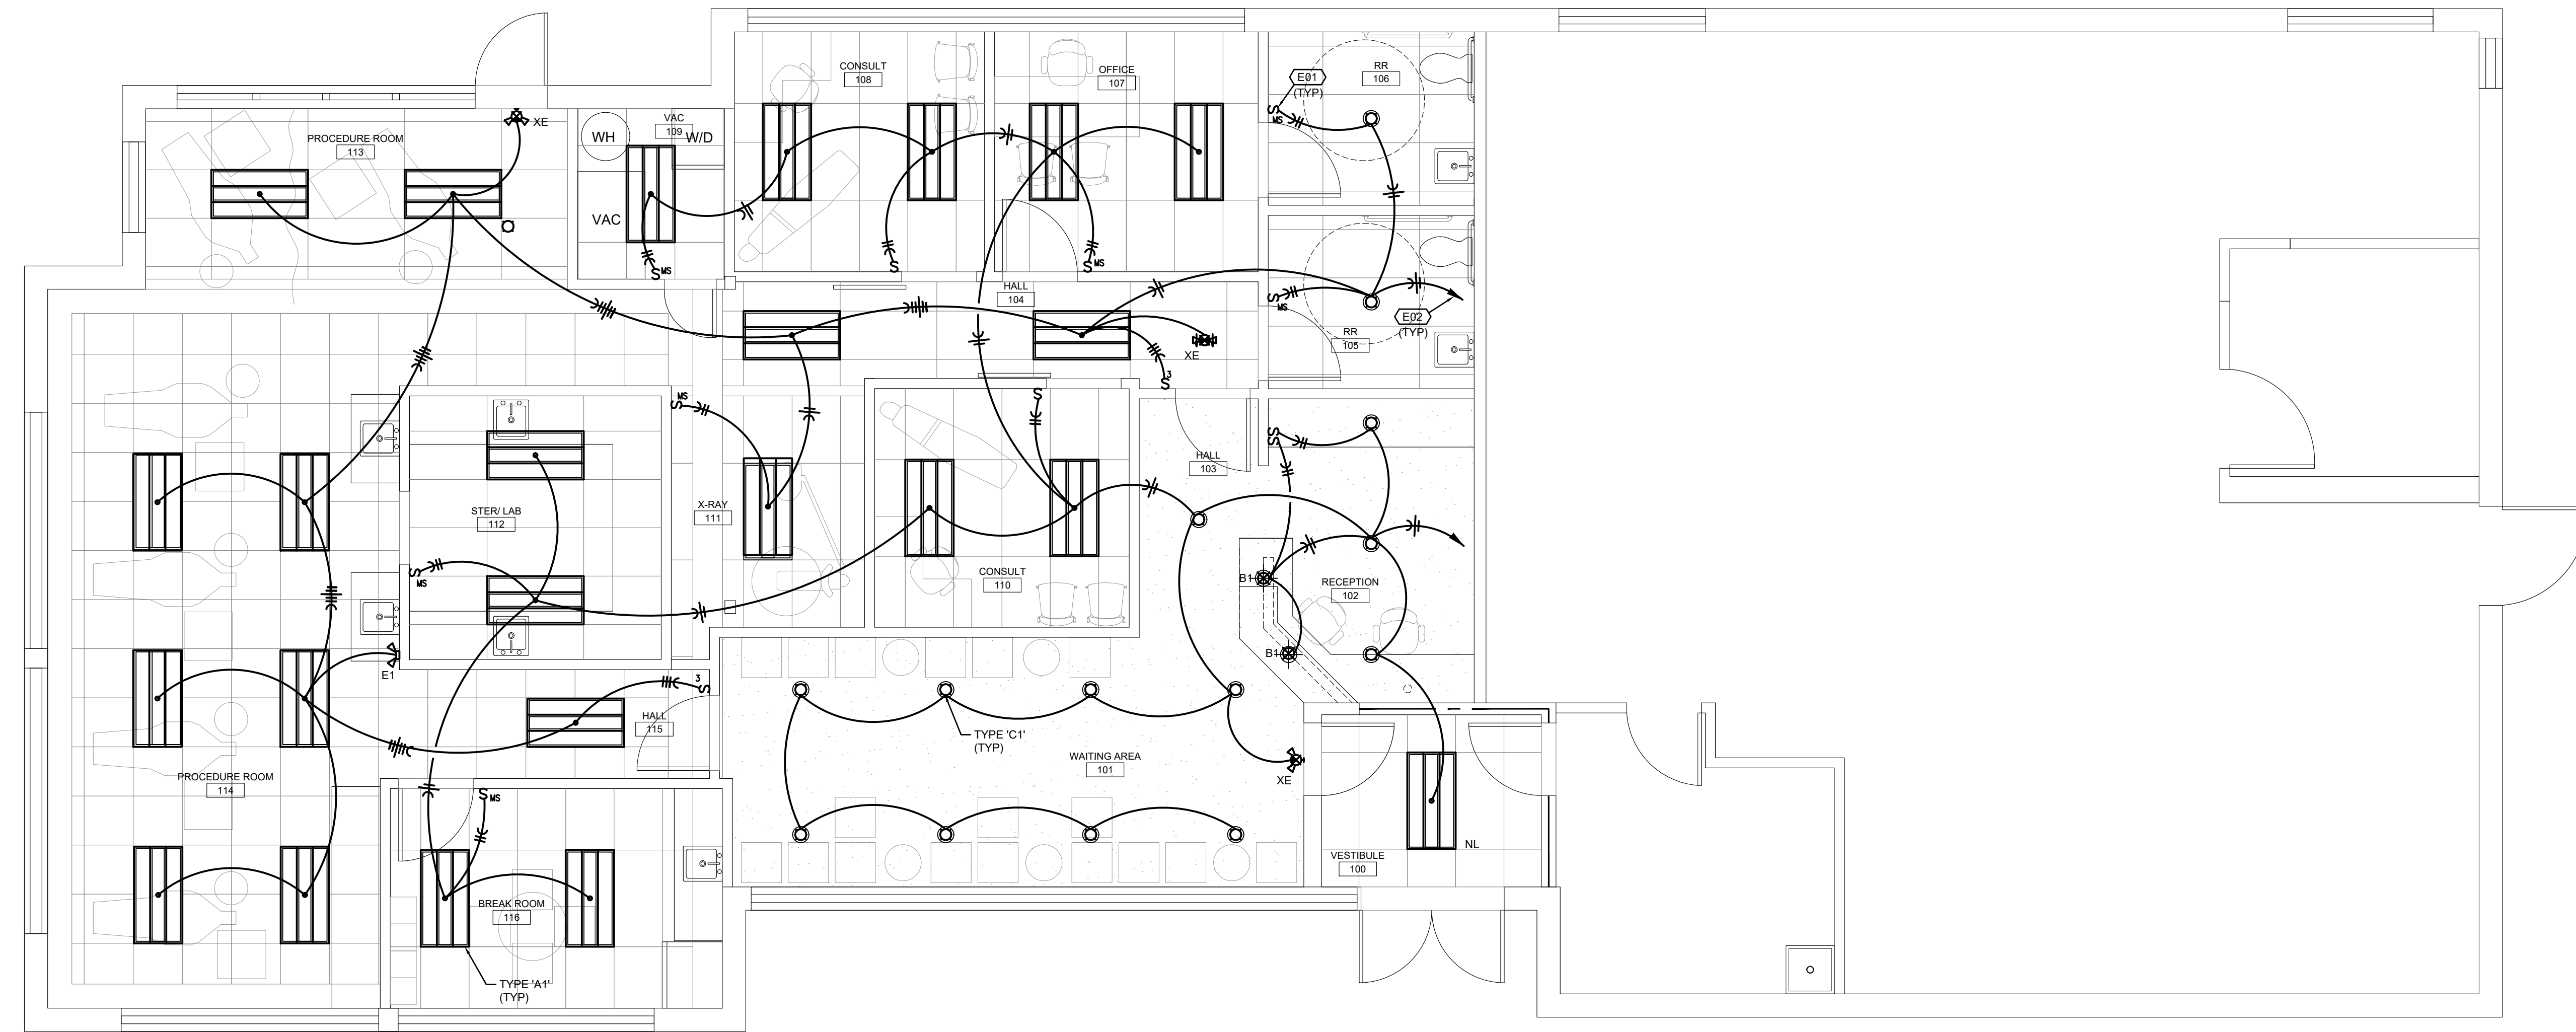 CONSULT
108
OFFICE
107
RR
106
E01
(TYP)
S
MS
XE
VAC
109
WH
W/D
PROCEDURE ROOM
113
VAC
S
MS
S
S
MS
HALL
104
S
MS
E02
(TYP)
RR
105
XE
3
S
S
MS
S
SS
HALL
103
X-RAY
111
STER/ LAB
112
S
MS
CONSULT
110
B1
RECEPTION
102
B1
E1
3
S
HALL
115
TYPE 'C1'
(TYP)
WAITING AREA
101
XE
PROCEDURE ROOM
114
S
MS
NL
VESTIBULE
100
BREAK ROOM
116
TYPE 'A1'
(TYP)